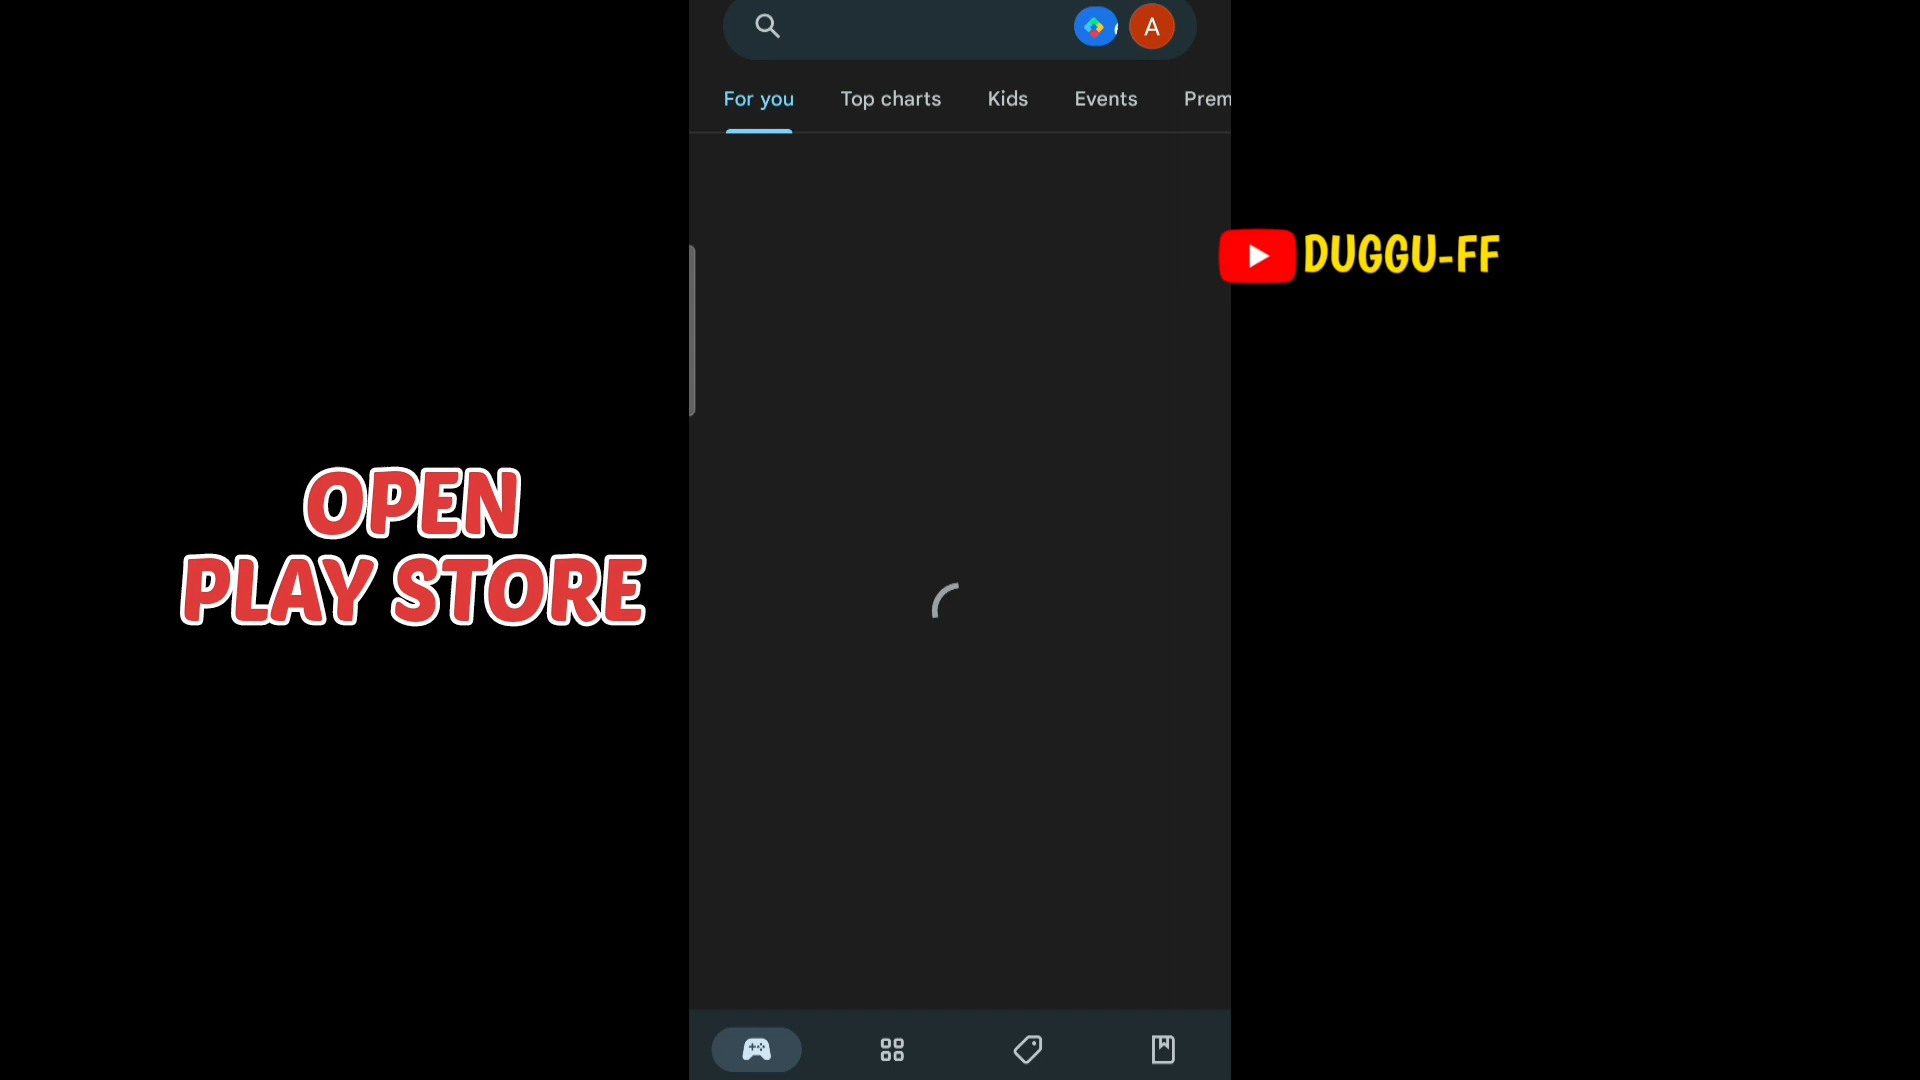 A
For you
Top charts
Kids
Events
Prem
DUGGU-FF
OPEN
PLAY STORE